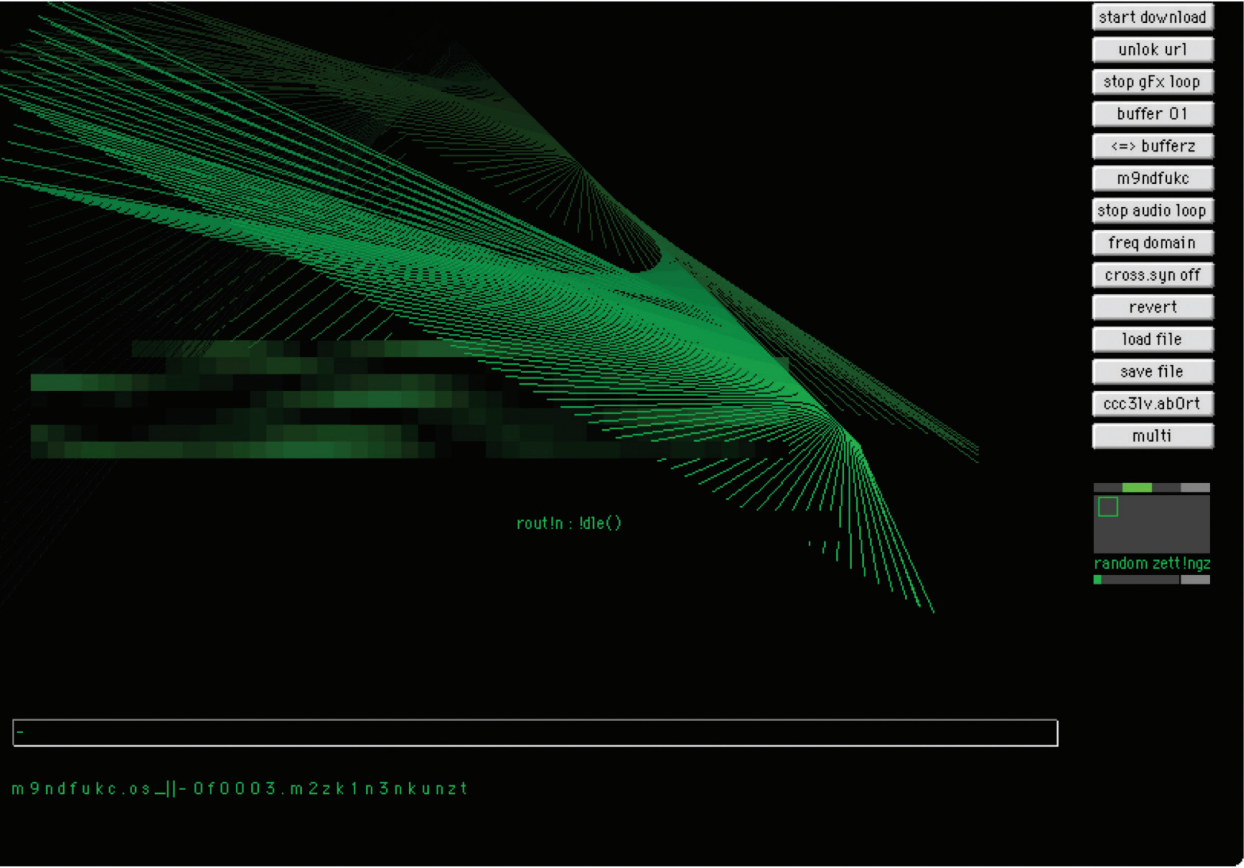 start download
unlok url
stop gFx loop
buffer 01
<=> bufferz
m9ndfukc
stop audio loop
freq domain
cross.syn off
revert
load file
save file
ccc3lv.ab0rt
multi
random zett!ngz
rout!n : !dle()
-
m9ndfukc.os_||-0f0003.m2zk1n3nkunzt